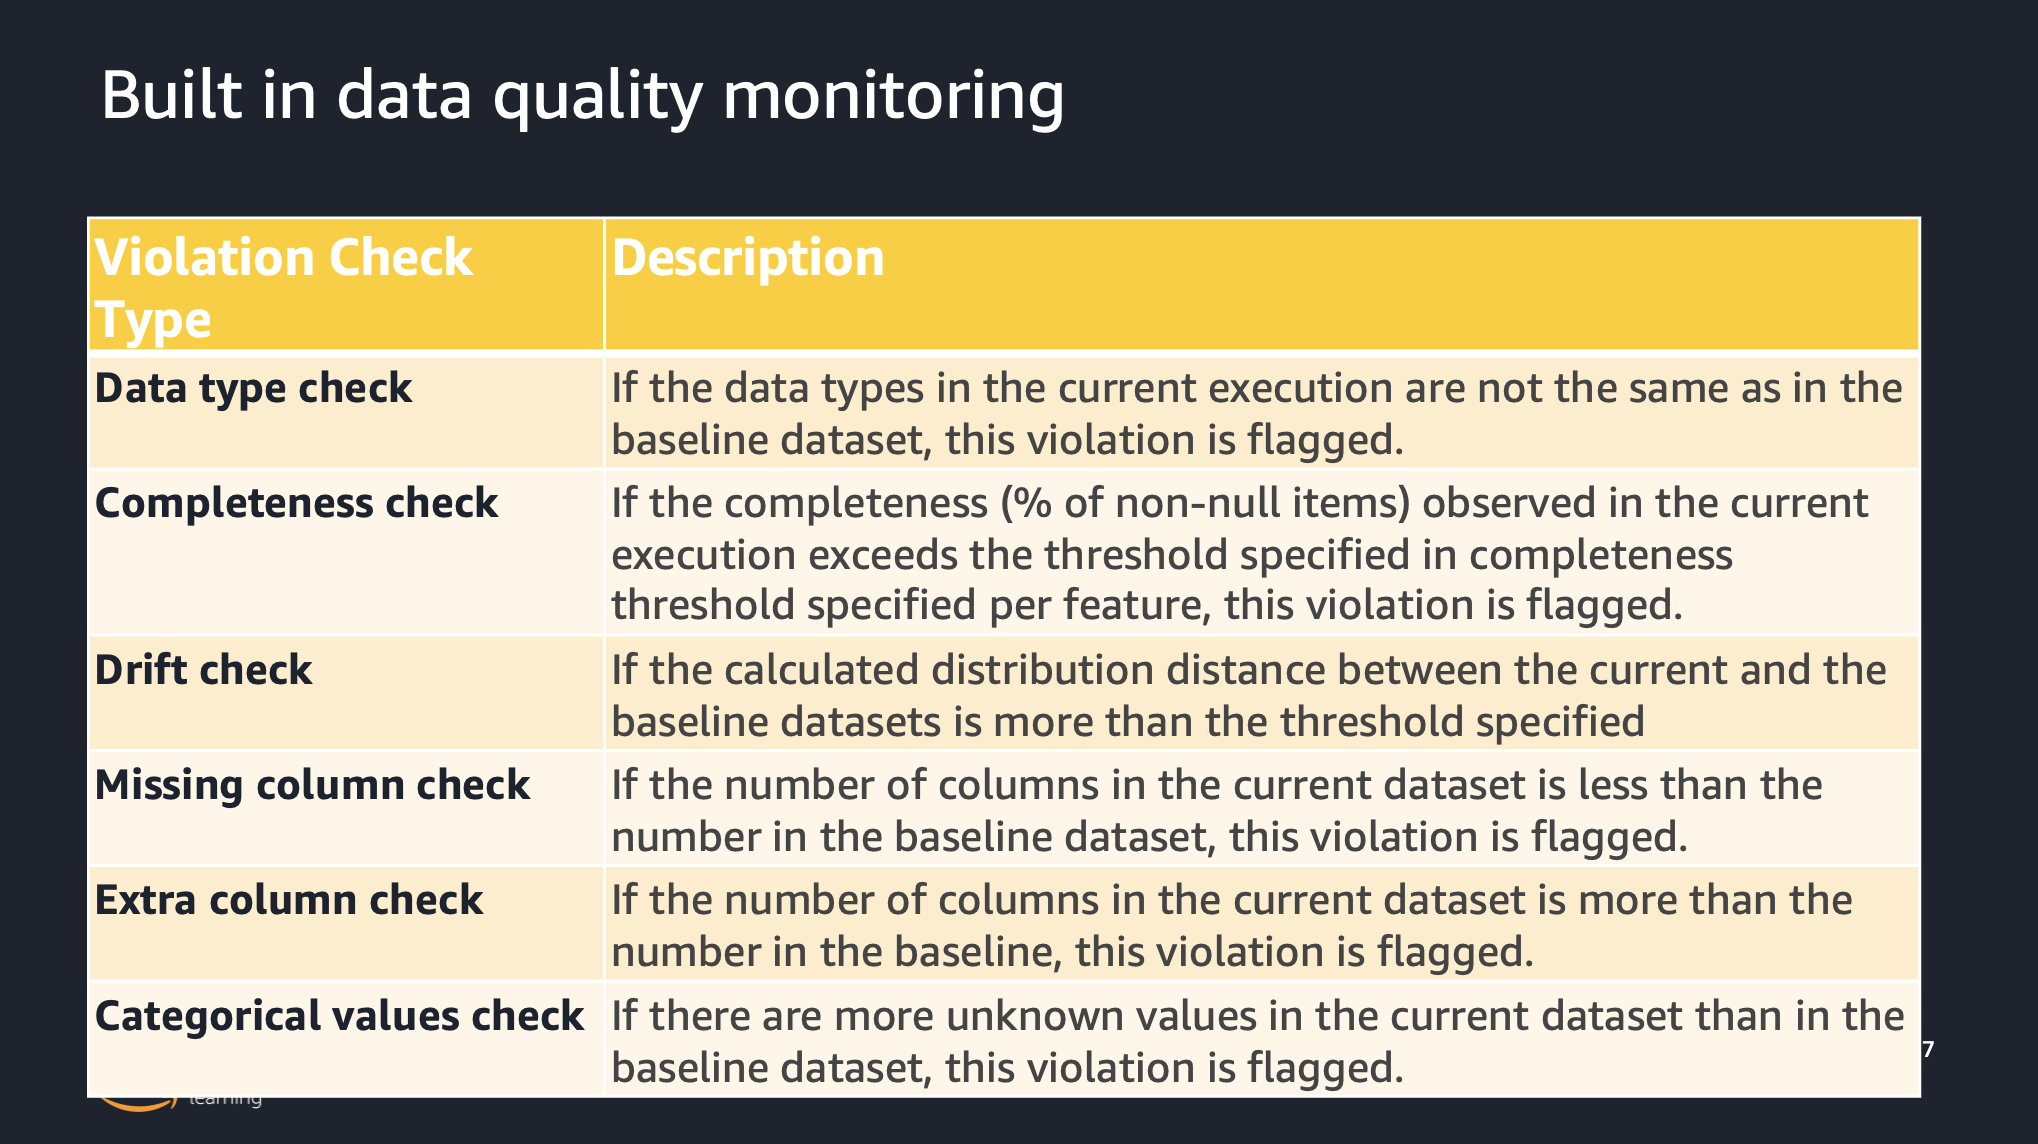 Built in data quality monitoring
Violation Check
Type
Description
Data type check
If the data types in the current execution are not the same as in the
baseline dataset, this violation is flagged.
Completeness check
If the completeness (% of non-null items) observed in the current
execution exceeds the threshold specified in completeness
threshold specified per feature, this violation is flagged.
Drift check
If the calculated distribution distance between the current and the
baseline datasets is more than the threshold specified
Missing column check
If the number of columns in the current dataset is less than the
number in the baseline dataset, this violation is flagged.
Extra column check
If the number of columns in the current dataset is more than the
number in the baseline, this violation is flagged.
Categorical values check
If there are more unknown values in the current dataset than in the
baseline dataset, this violation is flagged.
7
learning